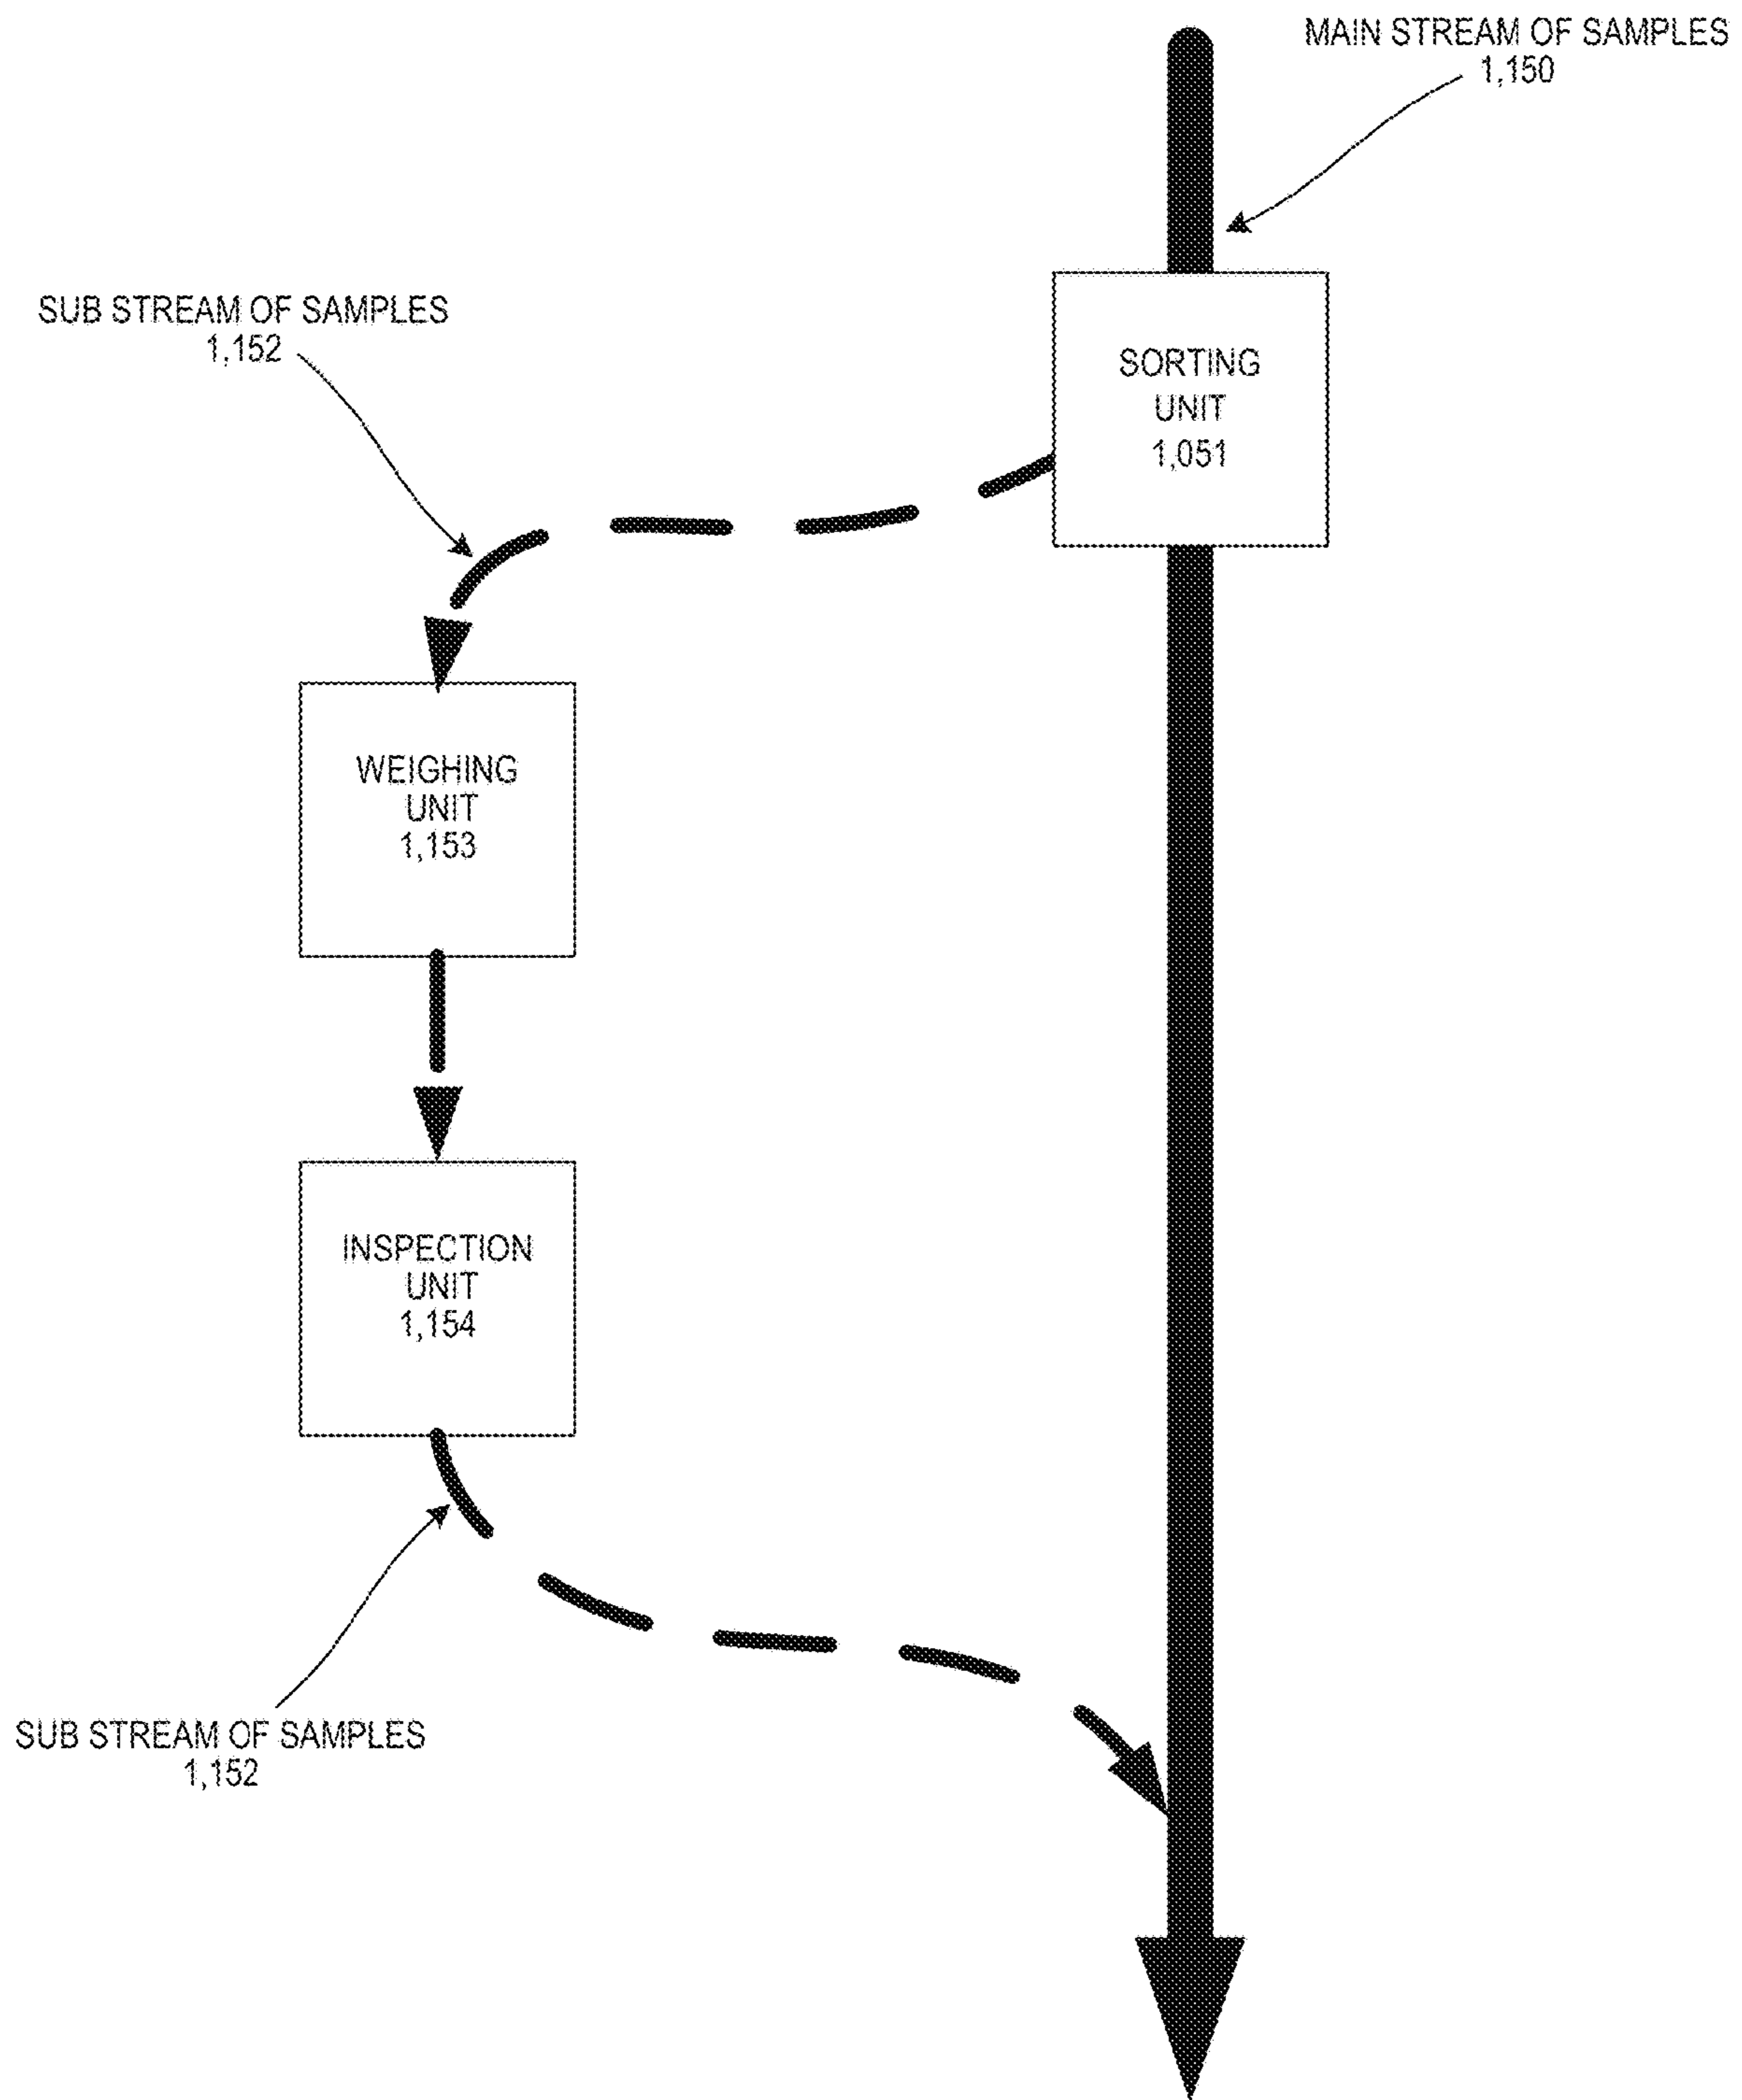 MAIN STREAM OF SAMPLES
1,150
SUB STREAM OF SAMPLES
1,152
SORTING
UNIT
1,051
WEIGHING
UNIT
1,153
INSPECTION
UNIT
1,154
SUB STREAM OF SAMPLES
1,152